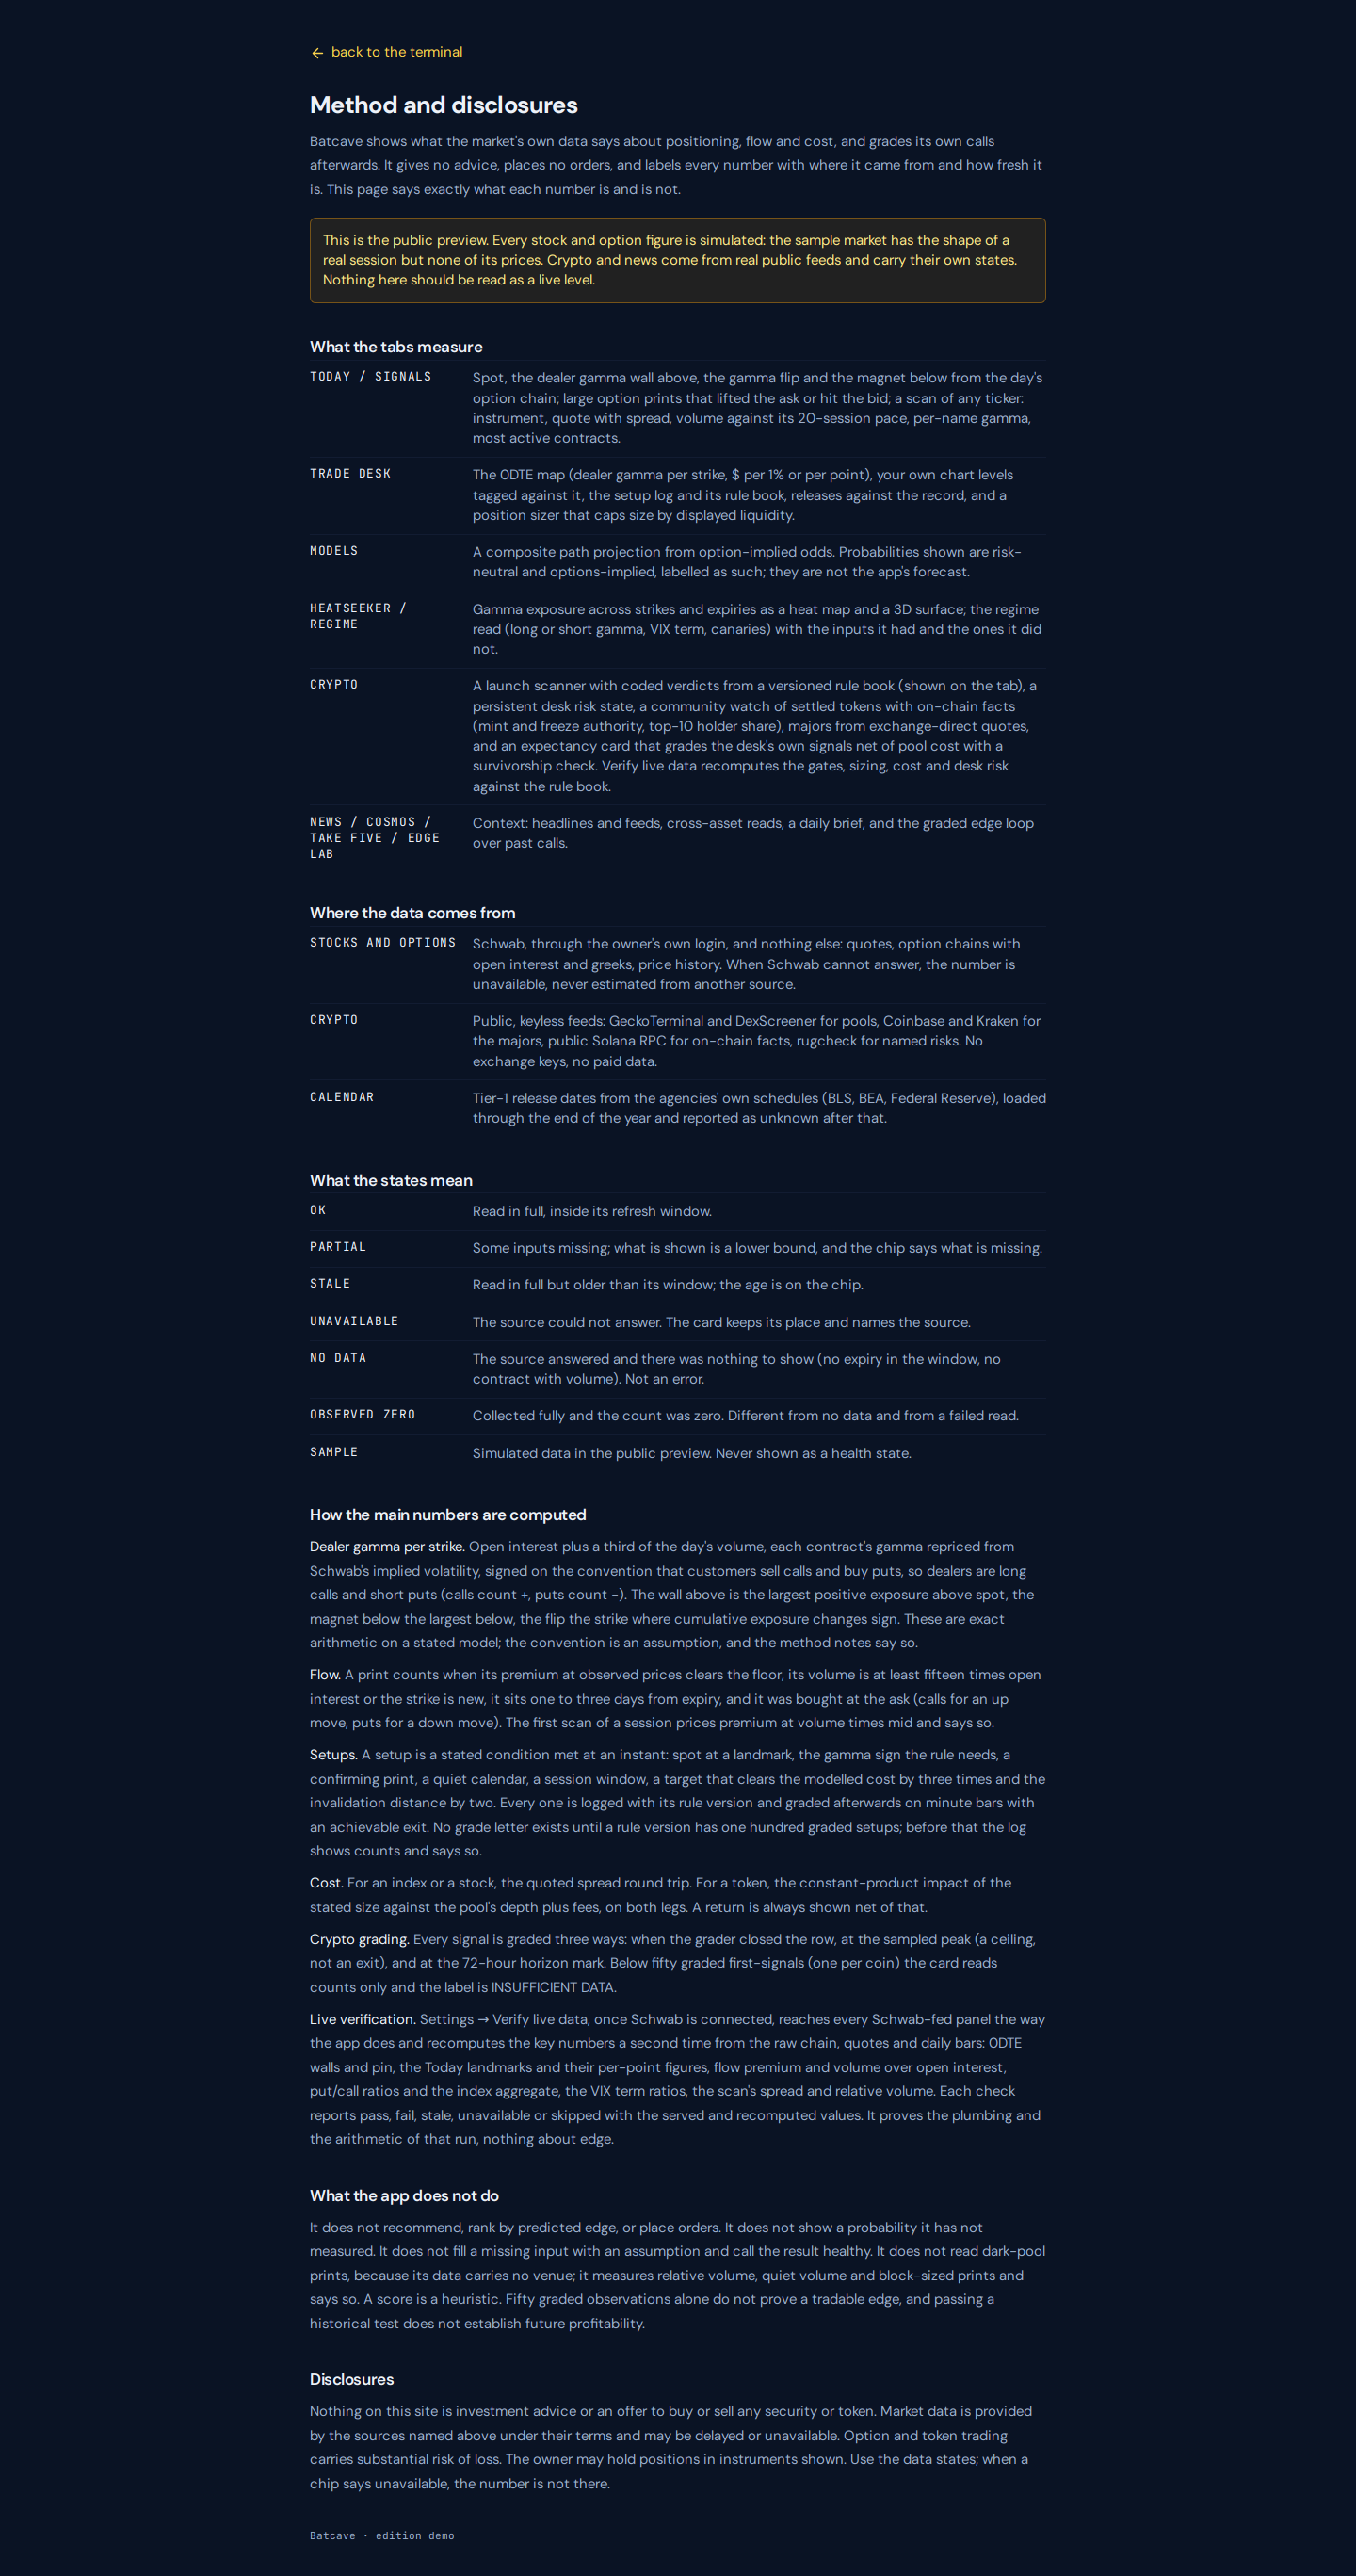 ← back to the terminal
Method and disclosures
Batcave shows what the market's own data says about positioning, flow and cost, and grades its own calls
afterwards. It gives no advice, places no orders, and labels every number with where it came from and how fresh it
is. This page says exactly what each number is and is not.
This is the public preview. Every stock and option figure is simulated: the sample market has the shape of a
real session but none of its prices. Crypto and news come from real public feeds and carry their own states.
Nothing here should be read as a live level.
What the tabs measure
TODAY / SIGNALS
Spot, the dealer gamma wall above, the gamma flip and the magnet below from the day's
option chain; large option prints that lifted the ask or hit the bid; a scan of any ticker:
instrument, quote with spread, volume against its 20-session pace, per-name gamma,
most active contracts.
TRADE DESK
The 0DTE map (dealer gamma per strike, $ per 1% or per point), your own chart levels
tagged against it, the setup log and its rule book, releases against the record, and a
position sizer that caps size by displayed liquidity.
MODELS
A composite path projection from option-implied odds. Probabilities shown are risk-
neutral and options-implied, labelled as such; they are not the app's forecast.
HEATSEEKER /
REGIME
Gamma exposure across strikes and expiries as a heat map and a 3D surface; the regime
read (long or short gamma, VIX term, canaries) with the inputs it had and the ones it did
not.
CRYPTO
A launch scanner with coded verdicts from a versioned rule book (shown on the tab), a
persistent desk risk state, a community watch of settled tokens with on-chain facts
(mint and freeze authority, top-10 holder share), majors from exchange-direct quotes,
and an expectancy card that grades the desk's own signals net of pool cost with a
survivorship check. Verify live data recomputes the gates, sizing, cost and desk risk
against the rule book.
NEWS / COSMOS /
TAKE FIVE / EDGE
LAB
Context: headlines and feeds, cross-asset reads, a daily brief, and the graded edge loop
over past calls.
Where the data comes from
STOCKS AND OPTIONS
Schwab, through the owner's own login, and nothing else: quotes, option chains with
open interest and greeks, price history. When Schwab cannot answer, the number is
unavailable, never estimated from another source.
CRYPTO
Public, keyless feeds: GeckoTerminal and DexScreener for pools, Coinbase and Kraken for
the majors, public Solana RPC for on-chain facts, rugcheck for named risks. No
exchange keys, no paid data.
CALENDAR
Tier-1 release dates from the agencies' own schedules (BLS, BEA, Federal Reserve), loaded
through the end of the year and reported as unknown after that.
What the states mean
OK
Read in full, inside its refresh window.
PARTIAL
Some inputs missing; what is shown is a lower bound, and the chip says what is missing.
STALE
Read in full but older than its window; the age is on the chip.
UNAVAILABLE
The source could not answer. The card keeps its place and names the source.
NO DATA
The source answered and there was nothing to show (no expiry in the window, no
contract with volume). Not an error.
OBSERVED ZERO
Collected fully and the count was zero. Different from no data and from a failed read.
SAMPLE
Simulated data in the public preview. Never shown as a health state.
How the main numbers are computed
Dealer gamma per strike. Open interest plus a third of the day's volume, each contract's gamma repriced from
Schwab's implied volatility, signed on the convention that customers sell calls and buy puts, so dealers are long
calls and short puts (calls count +, puts count -). The wall above is the largest positive exposure above spot, the
magnet below the largest below, the flip the strike where cumulative exposure changes sign. These are exact
arithmetic on a stated model; the convention is an assumption, and the method notes say so.
Flow. A print counts when its premium at observed prices clears the floor, its volume is at least fifteen times open
interest or the strike is new, it sits one to three days from expiry, and it was bought at the ask (calls for an up
move, puts for a down move). The first scan of a session prices premium at volume times mid and says so.
Setups. A setup is a stated condition met at an instant: spot at a landmark, the gamma sign the rule needs, a
confirming print, a quiet calendar, a session window, a target that clears the modelled cost by three times and the
invalidation distance by two. Every one is logged with its rule version and graded afterwards on minute bars with
an achievable exit. No grade letter exists until a rule version has one hundred graded setups; before that the log
shows counts and says so.
Cost. For an index or a stock, the quoted spread round trip. For a token, the constant-product impact of the
stated size against the pool's depth plus fees, on both legs. A return is always shown net of that.
Crypto grading. Every signal is graded three ways: when the grader closed the row, at the sampled peak (a ceiling,
not an exit), and at the 72-hour horizon mark. Below fifty graded first-signals (one per coin) the card reads
counts only and the label is INSUFFICIENT DATA.
Live verification. Settings → Verify live data, once Schwab is connected, reaches every Schwab-fed panel the way
the app does and recomputes the key numbers a second time from the raw chain, quotes and daily bars: 0DTE
walls and pin, the Today landmarks and their per-point figures, flow premium and volume over open interest,
put/call ratios and the index aggregate, the VIX term ratios, the scan's spread and relative volume. Each check
reports pass, fail, stale, unavailable or skipped with the served and recomputed values. It proves the plumbing and
the arithmetic of that run, nothing about edge.
What the app does not do
It does not recommend, rank by predicted edge, or place orders. It does not show a probability it has not
measured. It does not fill a missing input with an assumption and call the result healthy. It does not read dark-pool
prints, because its data carries no venue; it measures relative volume, quiet volume and block-sized prints and
says so. A score is a heuristic. Fifty graded observations alone do not prove a tradable edge, and passing a
historical test does not establish future profitability.
Disclosures
Nothing on this site is investment advice or an offer to buy or sell any security or token. Market data is provided
by the sources named above under their terms and may be delayed or unavailable. Option and token trading
carries substantial risk of loss. The owner may hold positions in instruments shown. Use the data states; when a
chip says unavailable, the number is not there.
Batcave · edition demo